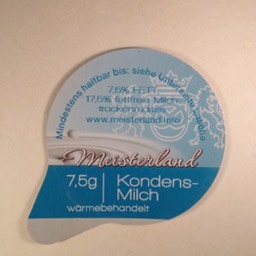 Mindestens haltbar bis: siehe Unterseite
7,5% FETT
17,5% fettfreie Milch-
trockenmasse
www.meisterland.info
Meisterland
7,5g
Kondens-
Milch
wärmebehandelt